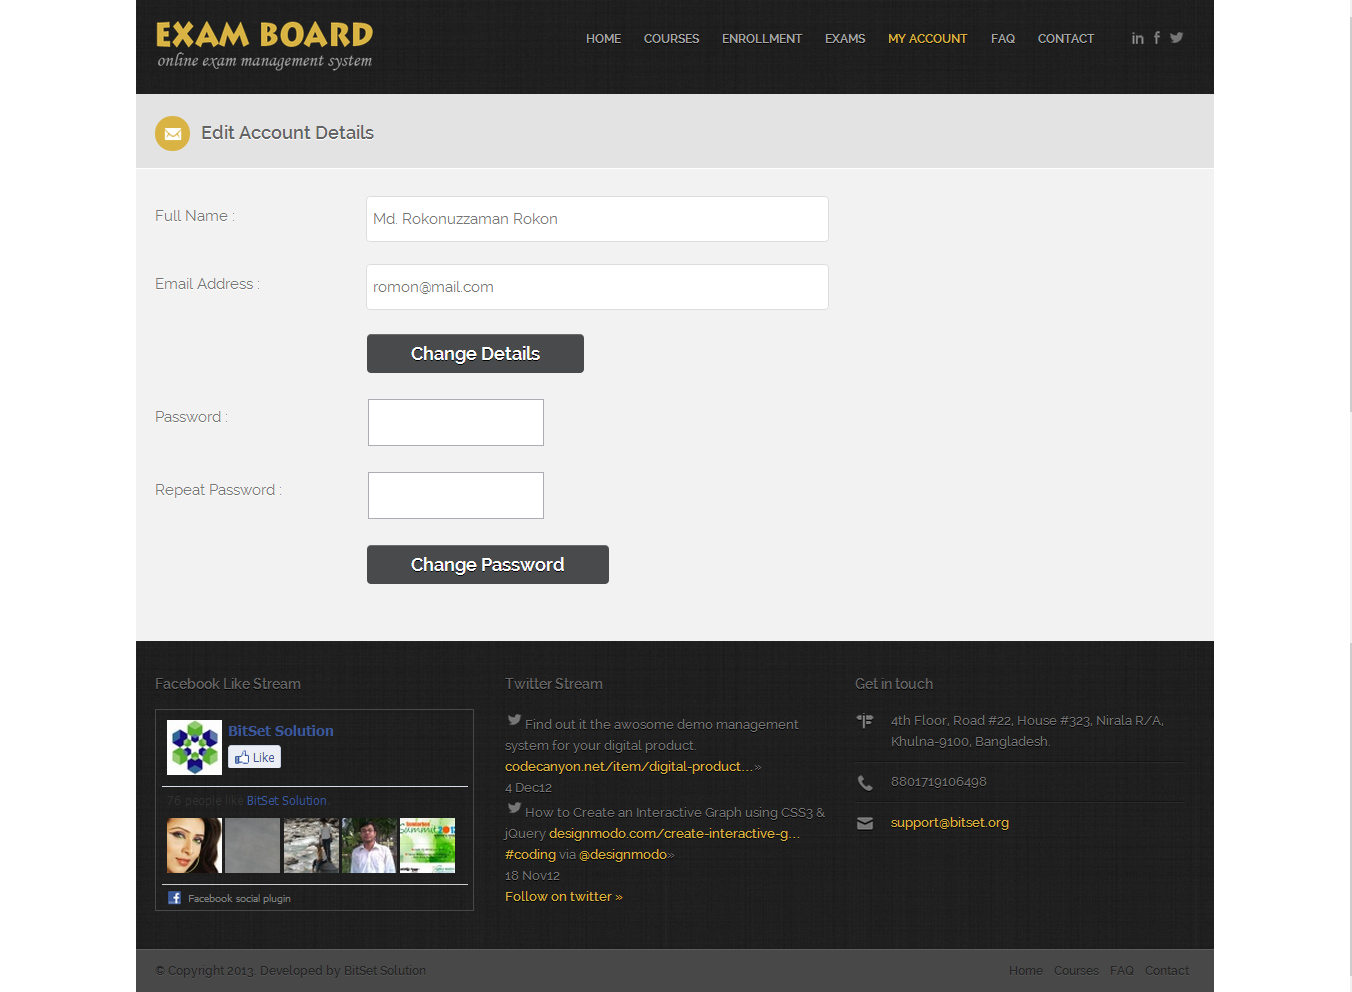 EXAM BOARD
online exam management system
HOME COURSES ENROLLMENT EXAMS MY ACCOUNT FAQ CONTACT
Edit Account Details
Full Name :
Md. Rokonuzzaman Rokon
Email Address :
romon@mail.com
Change Details
Password :
Repeat Password :
Change Password
Facebook Like Stream
BitSet Solution
Like
76 people like BitSet Solution.
Facebook social plugin
Twitter Stream
Find out it the awosome demo management
system for your digital product.
codecanyon.net/item/digital-product…»
4 Dec12
How to Create an Interactive Graph using CSS3 &
jQuery designmodo.com/create-interactive-g…
#coding via @designmodo»
18 Nov12
Follow on twitter »
Get in touch
4th Floor, Road #22, House #323, Nirala R/A,
Khulna-9100, Bangladesh.
8801719106498
support@bitset.org
© Copyright 2013. Developed by BitSet Solution
Home Courses FAQ Contact